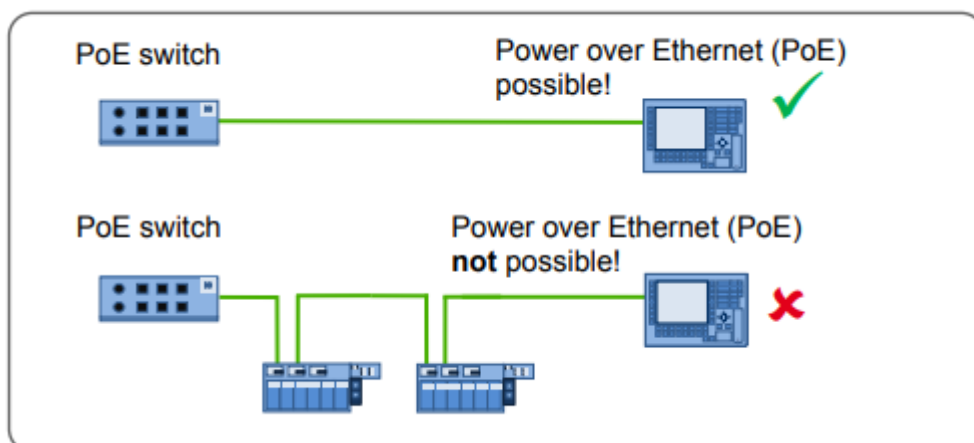 PoE switch
Power over Ethernet (PoE)
possible!
PoE switch
Power over Ethernet (PoE)
not possible!